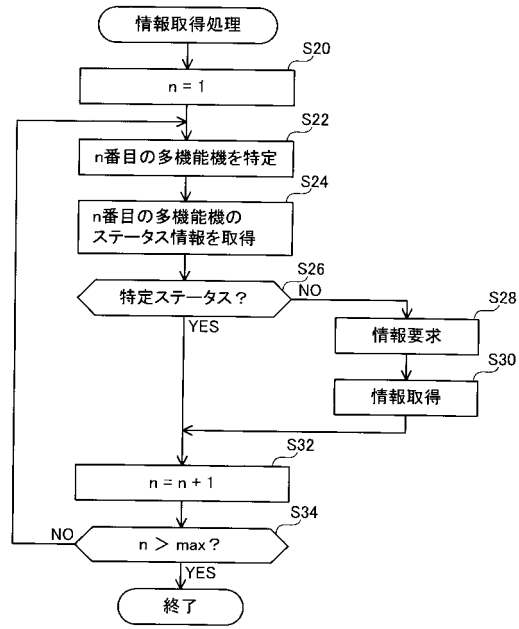 情報取得処理
S20
n = 1
S22
n番目の多機能機を特定
S24
n番目の多機能機の
ステータス情報を取得
S26
特定ステータス?
NO
YES
S28
情報要求
S30
情報取得
S32
n = n + 1
S34
n > max?
NO
YES
終了